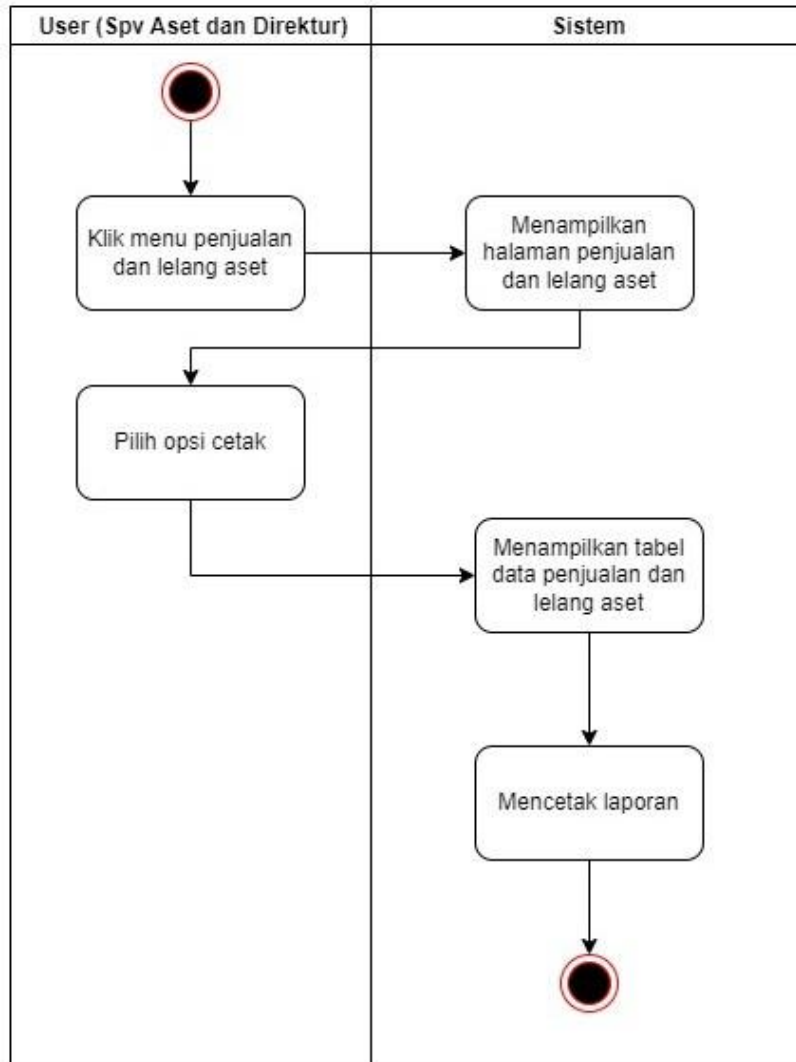 User (Spv Aset dan Direktur)
Sistem
Klik menu penjualan
dan lelang aset
Menampilkan
halaman penjualan
dan lelang aset
Pilih opsi cetak
Menampilkan tabel
data penjualan dan
lelang aset
Mencetak laporan